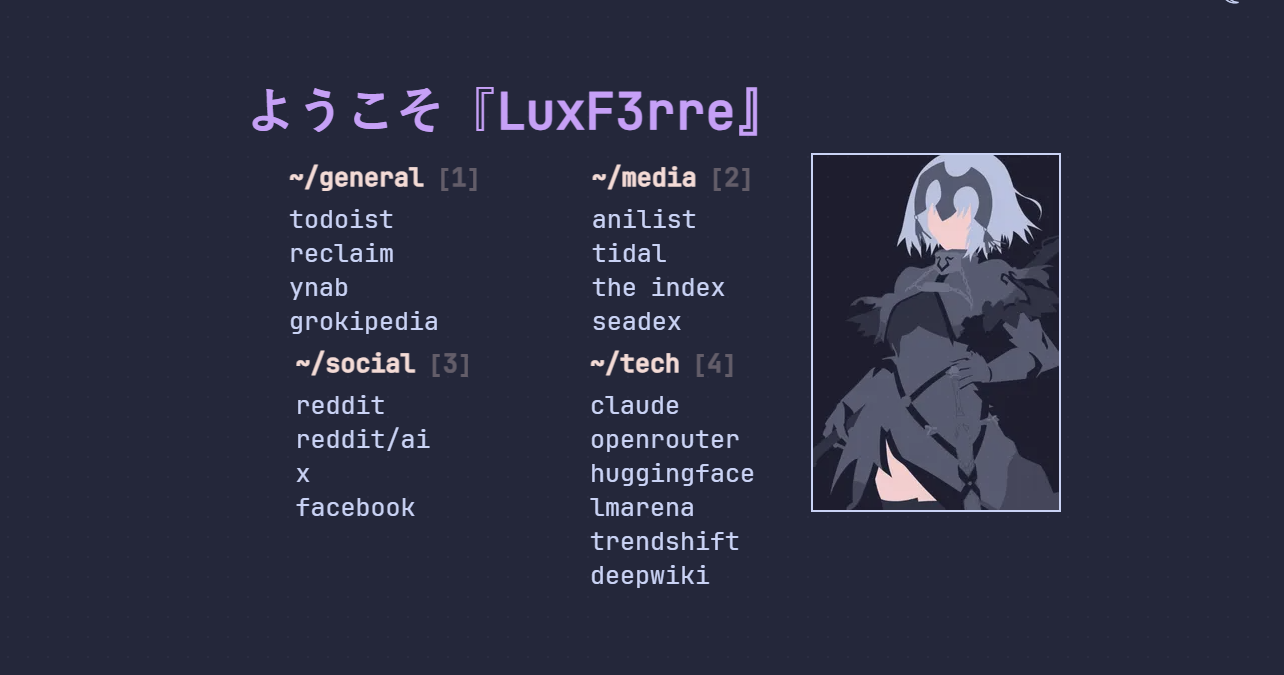 ようこそ『LuxF3rre』
~/general [1]
todoist
reclaim
ynab
grokipedia
~/media [2]
anilist
tidal
the index
seadex
~/social [3]
reddit
reddit/ai
x
facebook
~/tech [4]
claude
openrouter
huggingface
lmarena
trendshift
deepwiki